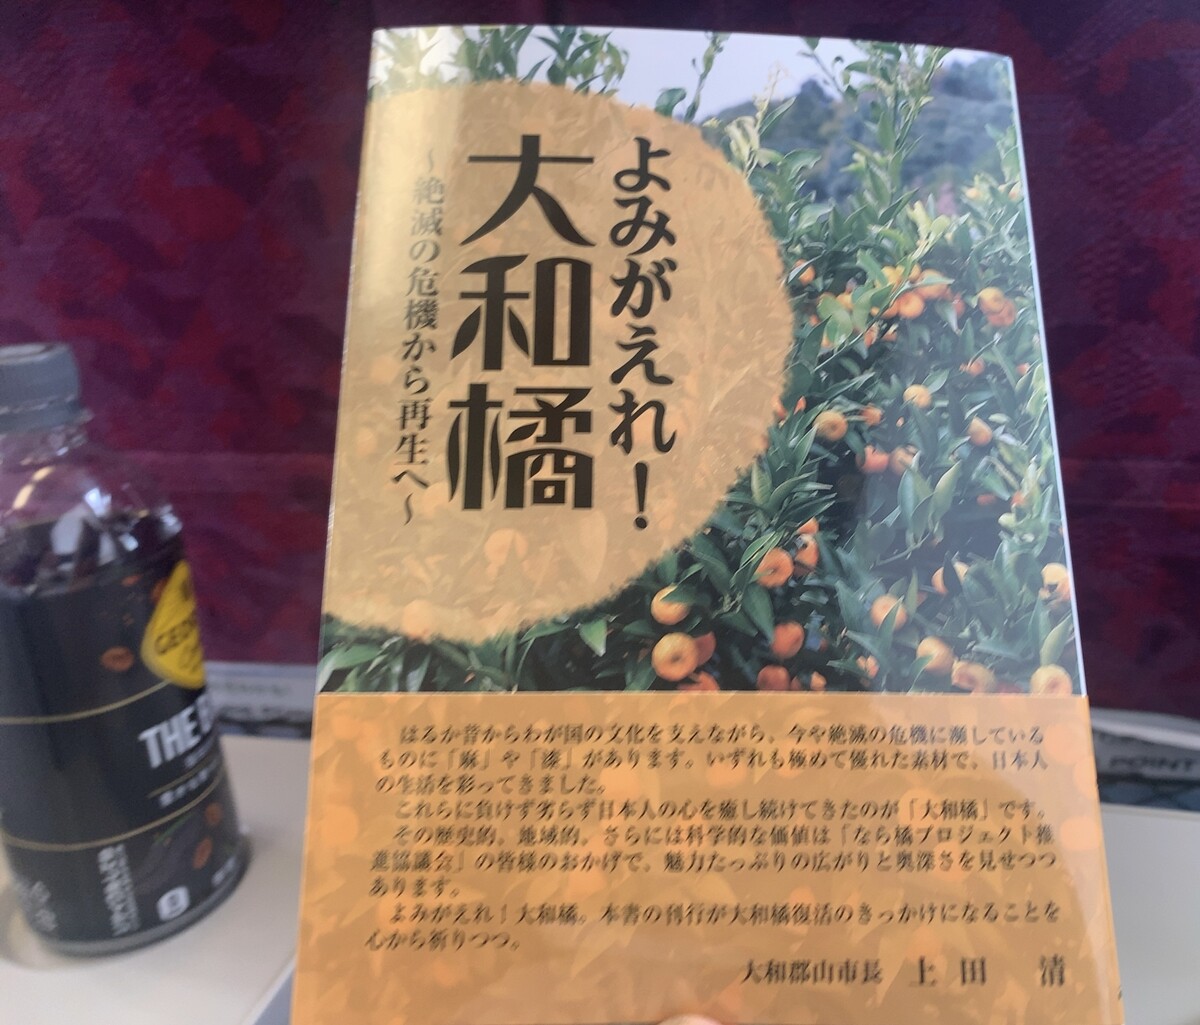 よみがえれ！
大和橘
～絶滅の危機から再生へ～
はるか昔からわが国の文化を支えながら、今や絶滅の危機に瀕している
ものに「麻」や「漆」があります。いずれも極めて優れた素材で、日本人
の生活を彩ってきました。
これらに負けず劣らず日本人の心を癒し続けてきたのが「大和橘」です。
その歴史的、地域的、さらには科学的な価値は「なら橘プロジェクト推
進協議会」の皆様のおかげで、魅力たっぷりの広がりと奥深さを見せつつ
あります。
よみがえれ！大和橘。本書の刊行が大和橘復活のきっかけになることを
心から祈りつつ。
大和郡山市長 上田 清
THE
POINT